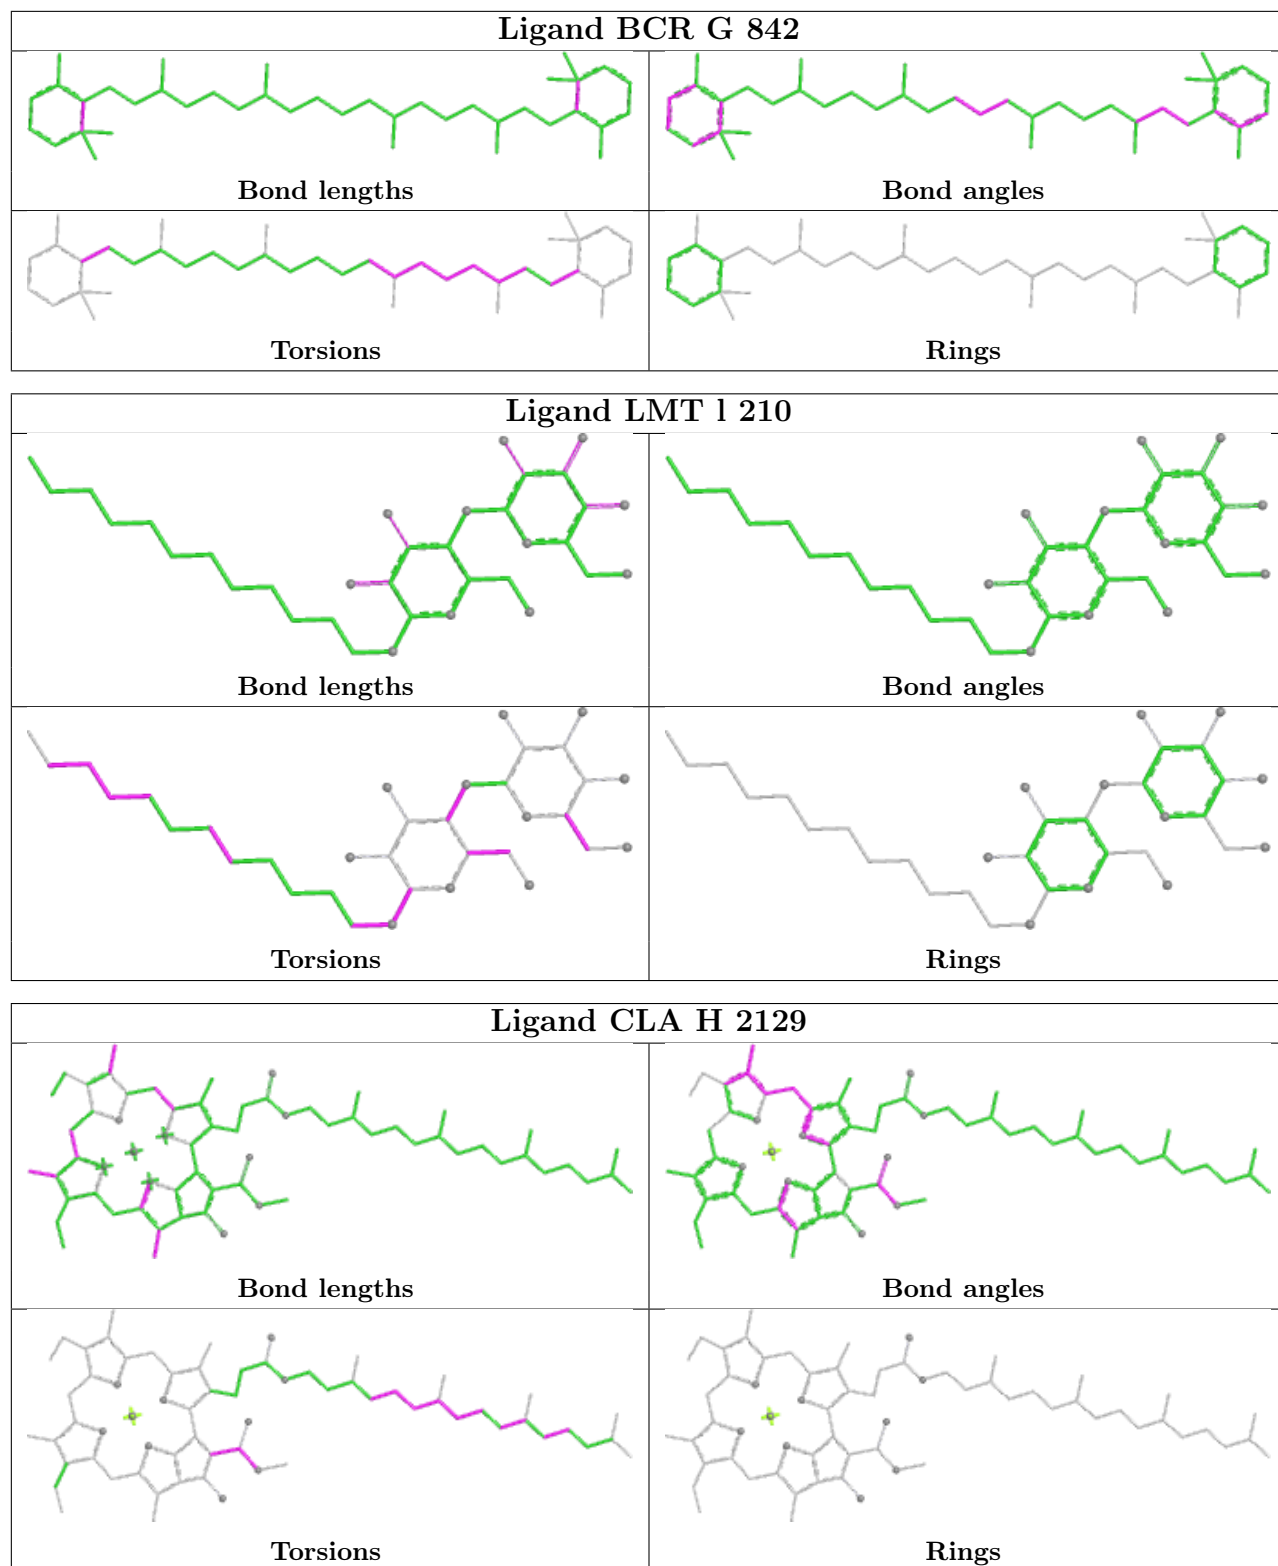 Ligand BCR G 842
Bond lengths
Bond angles
Torsions
Rings
Ligand LMT l 210
Bond lengths
Bond angles
Torsions
Rings
Ligand CLA H 2129
Bond lengths
Bond angles
Torsions
Rings